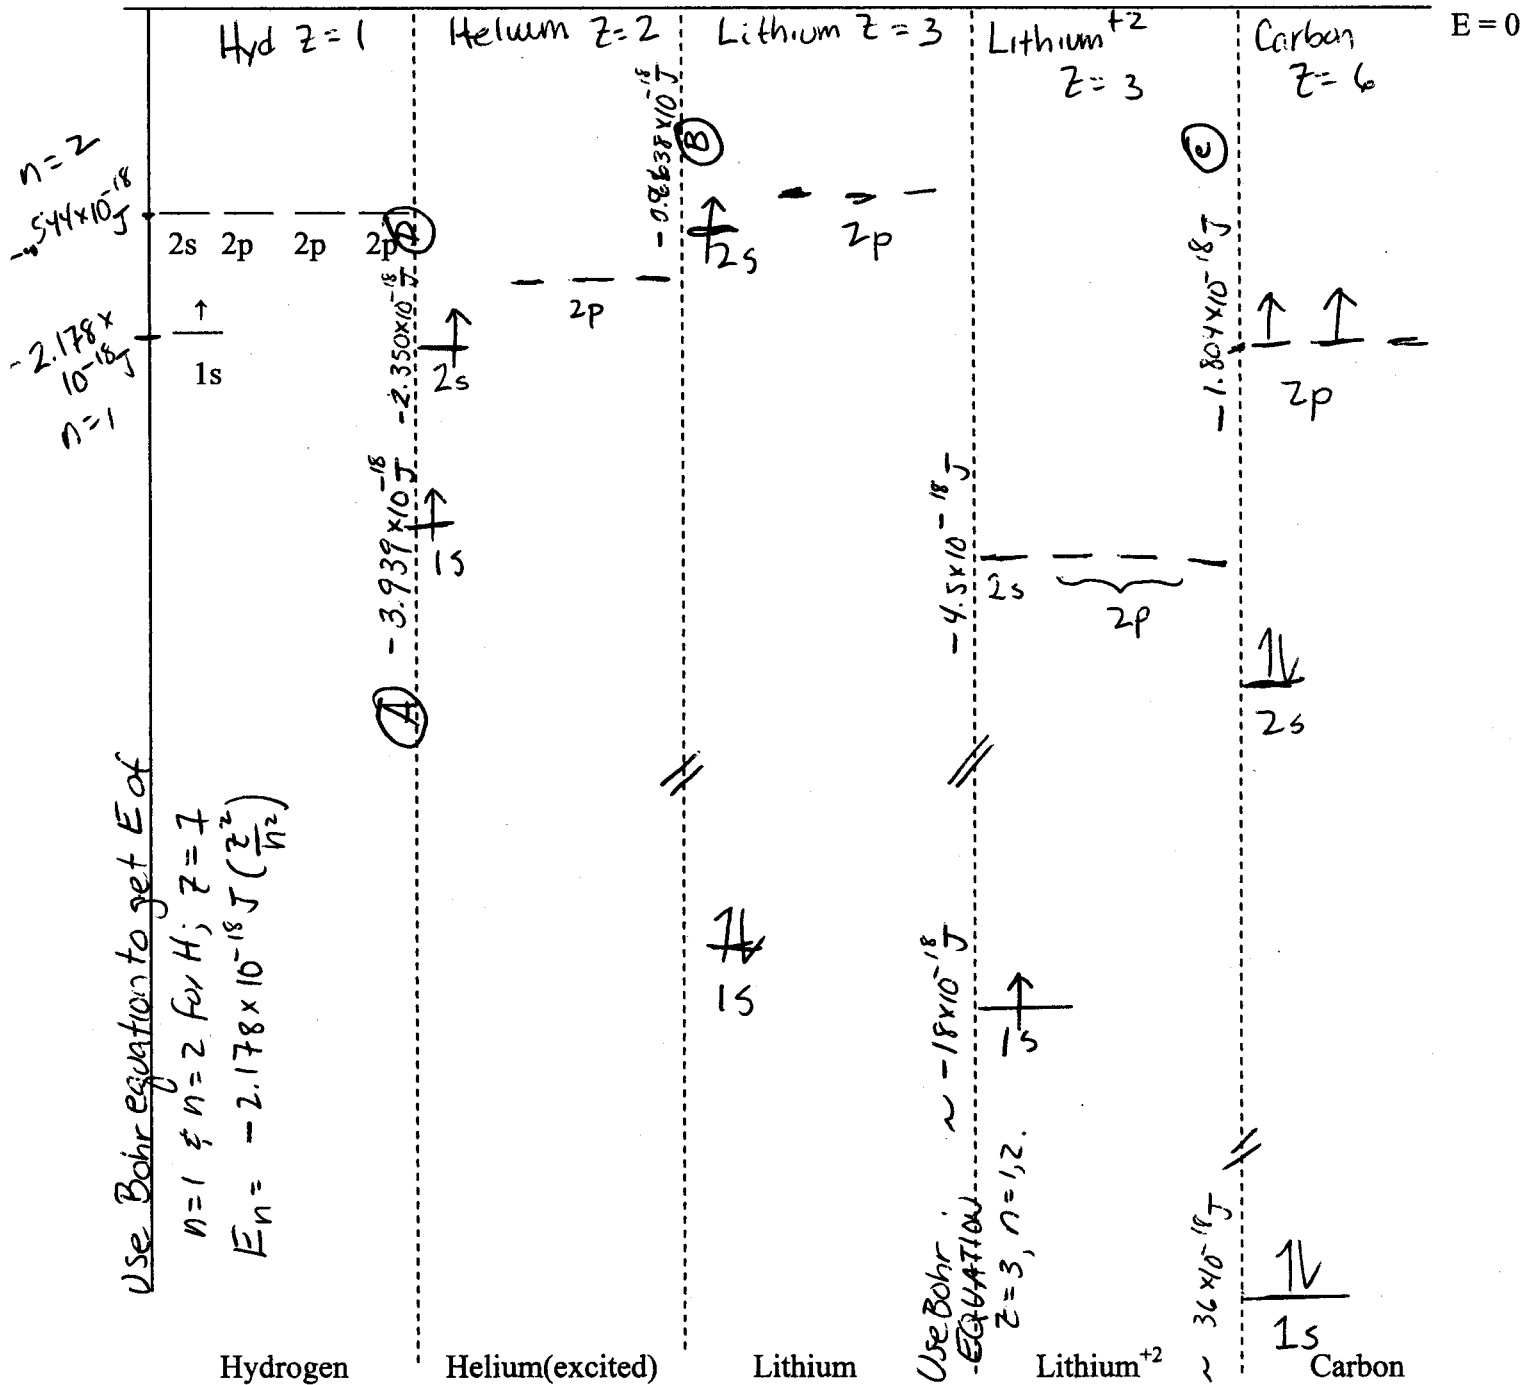 Hyd Z = 1
Helium Z = 2
Lithium Z = 3
Lithium+2
Z = 3
Carbon
Z = 6
E = 0
n = 2
-.544x10-18 J
2s 2p 2p 2p
-2.178x
10-18 J
n=1
↑
1s
D
-2.350x10-18 J
-3.939x10-18 J
A
2p
2s
1s
B
2s
2p
1s
-4.5x10-18 J
2s
2p
~ -18x10-18 J
1s
Use Bohr
EQUATION
Z=3, n=1,2.
C
-1.804x10-18 J
2p
2s
~ 36x10-18 J
1s
Use Bohr equation to get E of
n=1 & n=2 for H; Z=1
En = -2.178x10-18 J (Z2/n2)
Hydrogen
Helium(excited)
Lithium
Lithium+2
Carbon